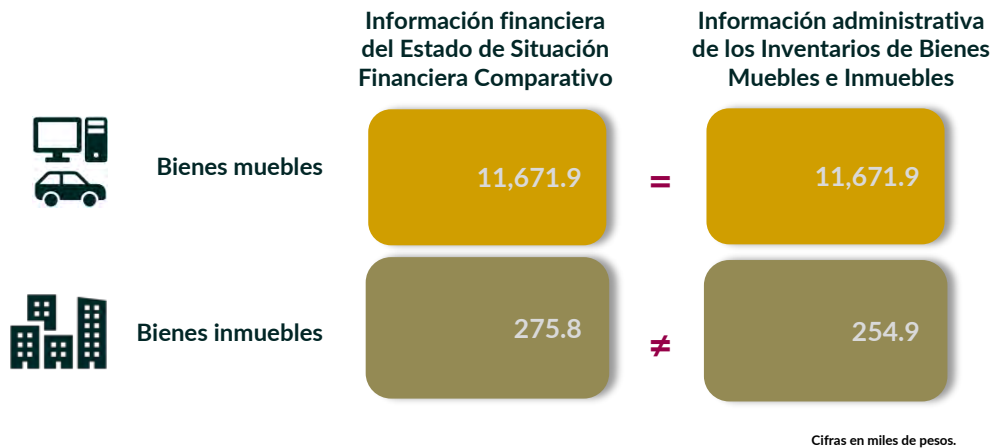 Información financiera
del Estado de Situación
Financiera Comparativo
Información administrativa
de los Inventarios de Bienes
Muebles e Inmuebles
Bienes muebles
11,671.9
=
11,671.9
Bienes inmuebles
275.8
≠
254.9
Cifras en miles de pesos.